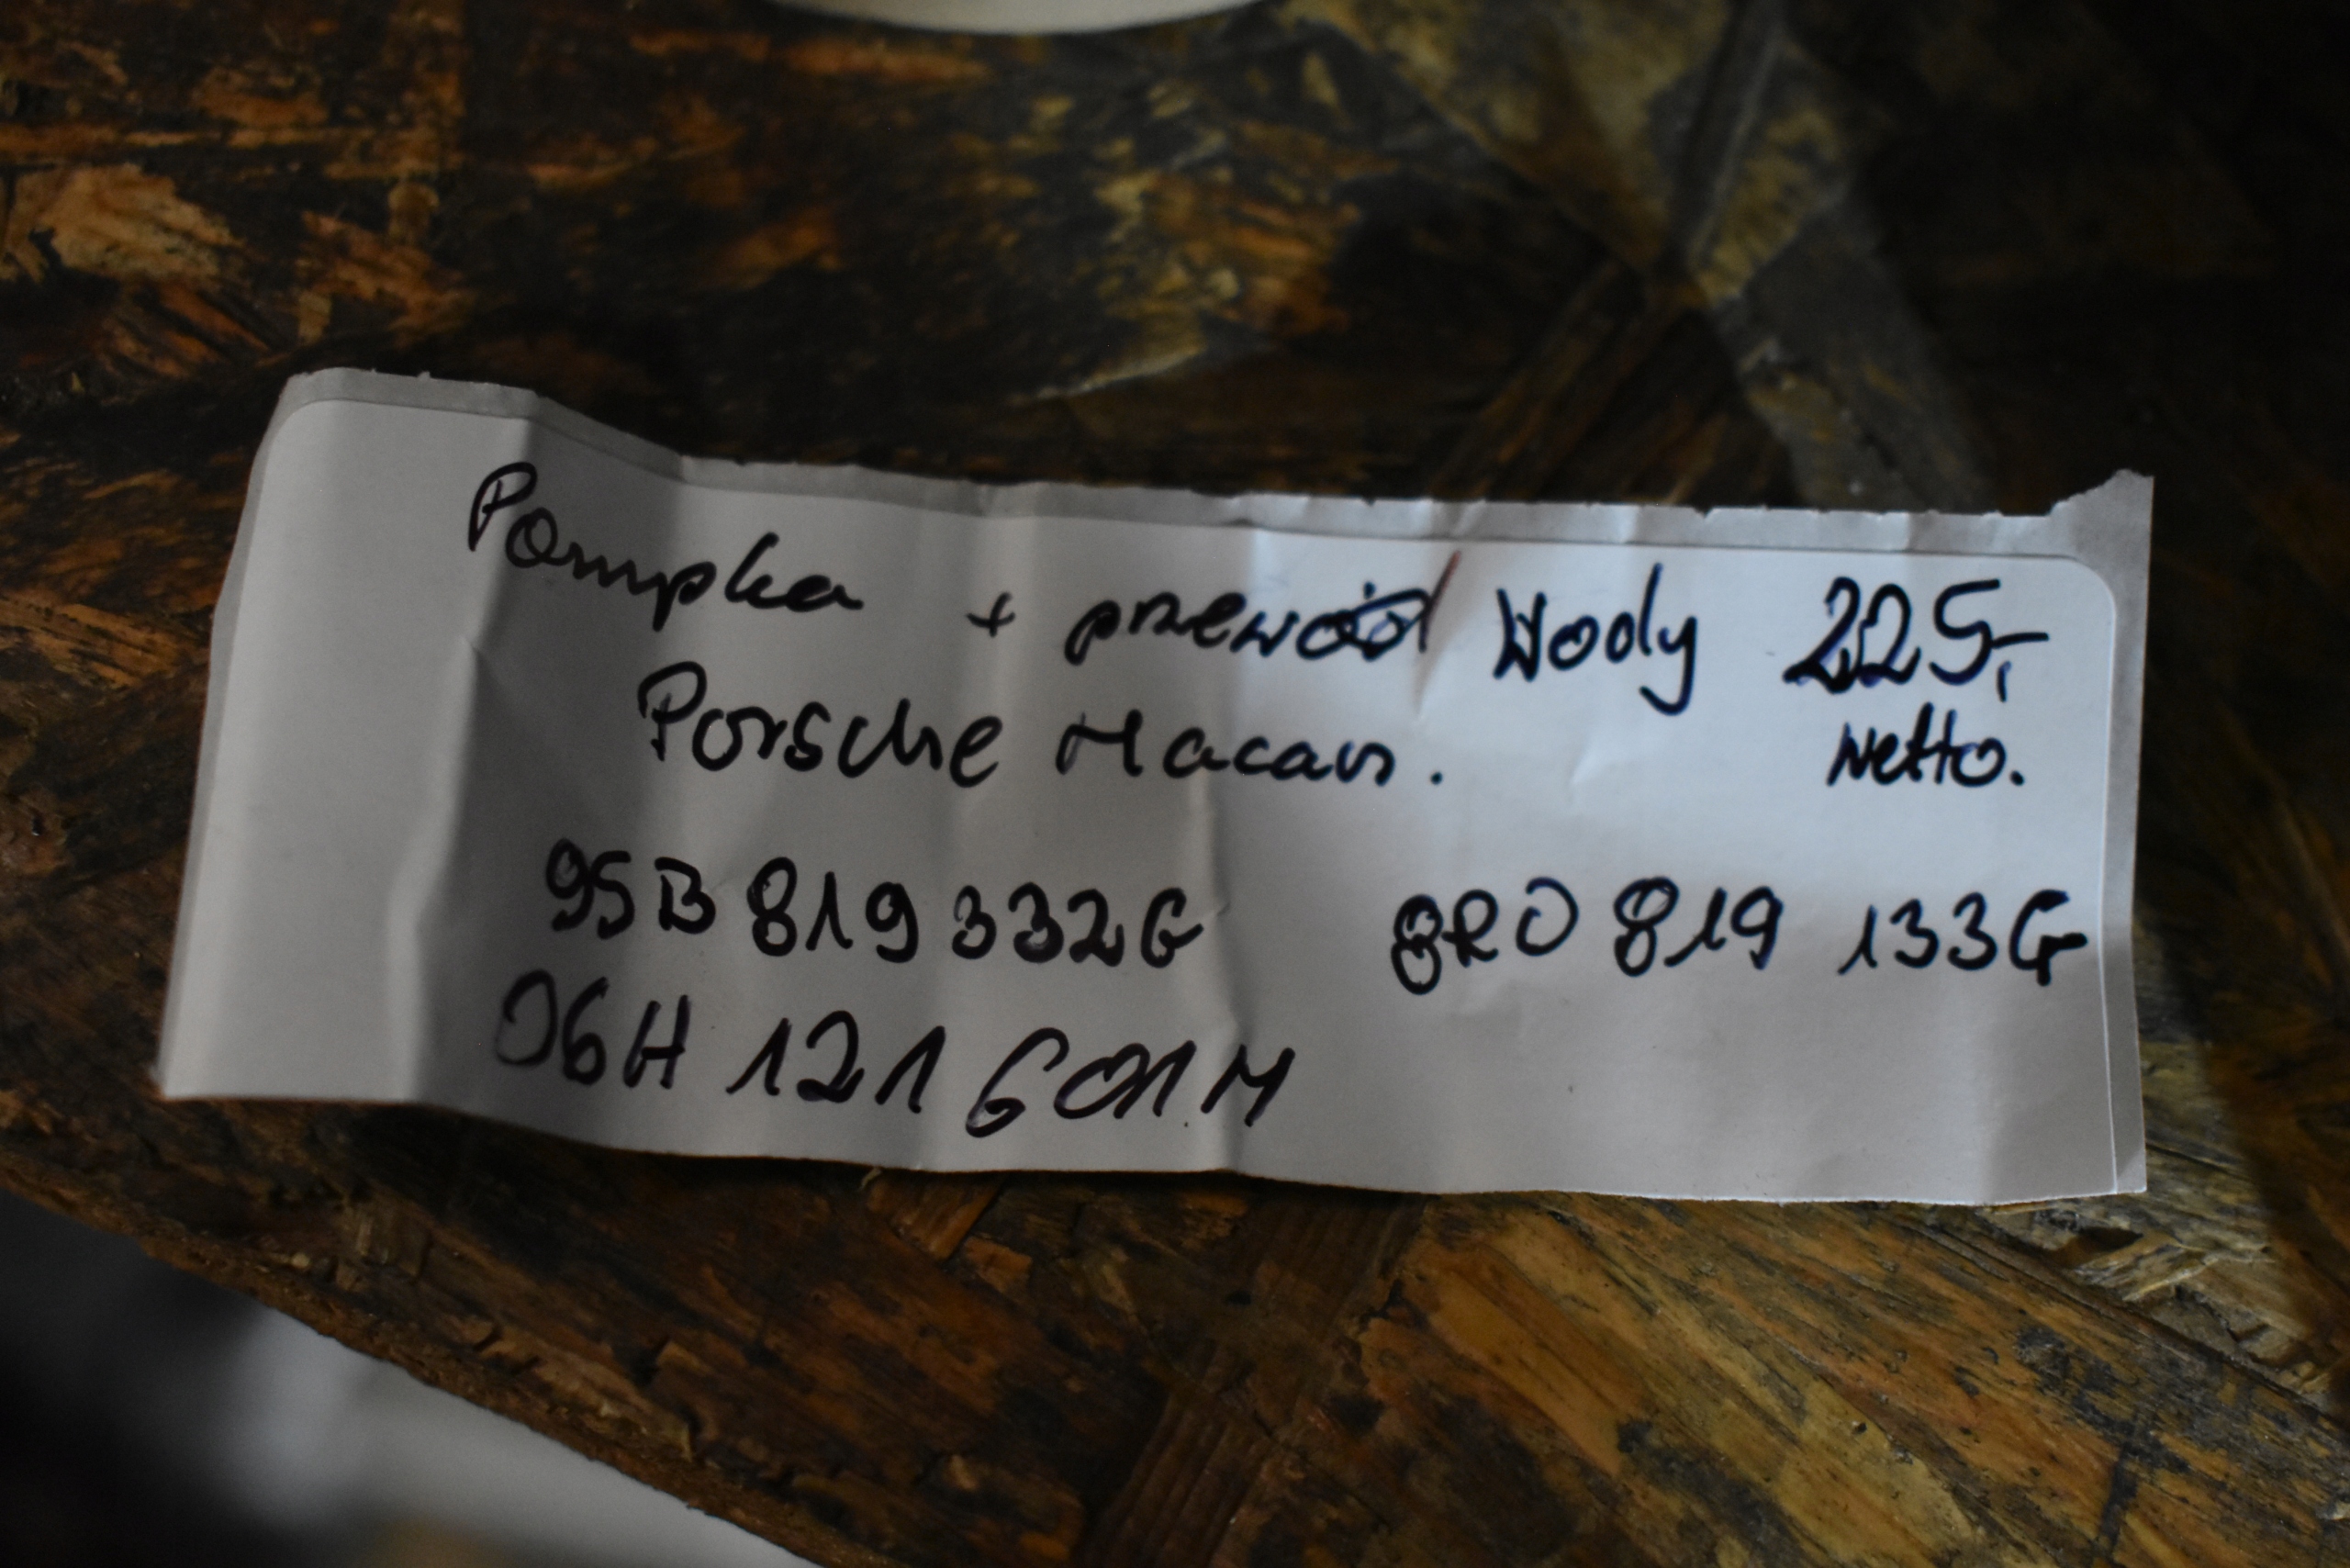 Pompka + przewód Wody 225,-
Porsche Macan. Netto.
95B 819 332G 8R0 819 133G
06H 121 601M